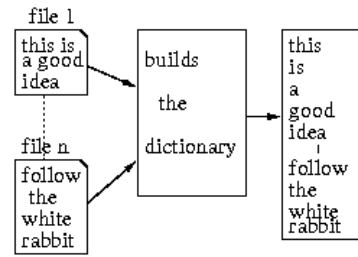 file 1
this is
a good
idea
file n
follow
the
white
rabbit
builds
the
dictionary
this
is
a
good
idea
follow
the
white
rabbit